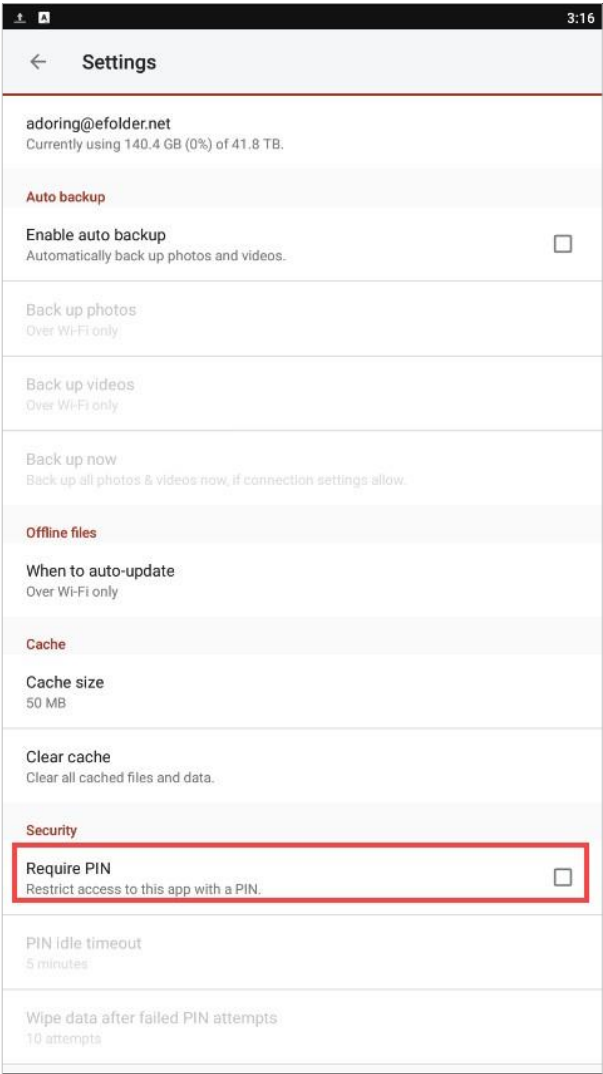 3:16
Settings
adoring@efolder.net
Currently using 140.4 GB (0%) of 41.8 TB.
Auto backup
Enable auto backup
Automatically back up photos and videos.
Back up photos
Over Wi-Fi only
Back up videos
Over Wi-Fi only
Back up now
Back up all photos & videos now, if connection settings allow.
Offline files
When to auto-update
Over Wi-Fi only
Cache
Cache size
50 MB
Clear cache
Clear all cached files and data.
Security
Require PIN
Restrict access to this app with a PIN.
PIN idle timeout
5 minutes
Wipe data after failed PIN attempts
10 attempts